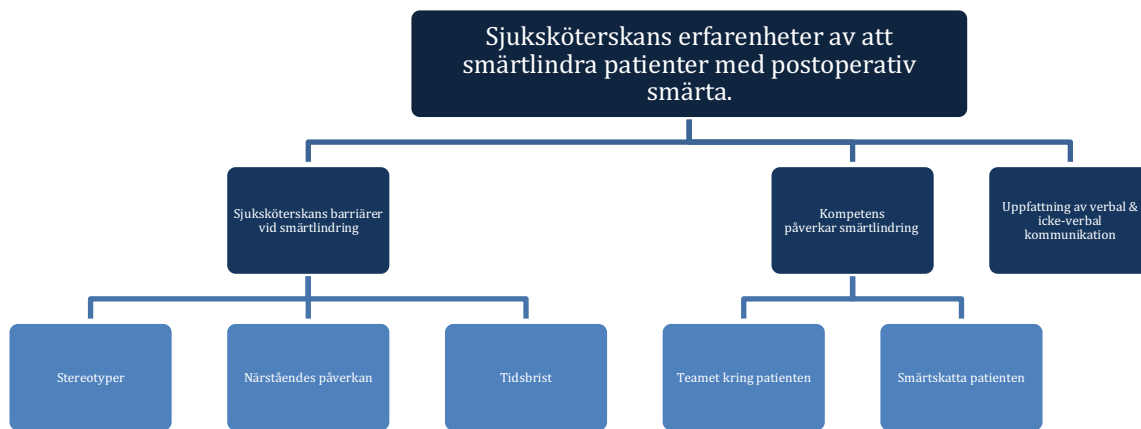 Sjuksköterskans erfarenheter av att
smärtlindra patienter med postoperativ
smärta.
Sjuksköterskans barriärer
vid smärtlindring
Kompetens
påverkar smärtlindring
Uppfattning av verbal &
icke-verbal
kommunikation
Stereotyper
Närståendes påverkan
Tidsbrist
Teamet kring patienten
Smärtskatta patienten